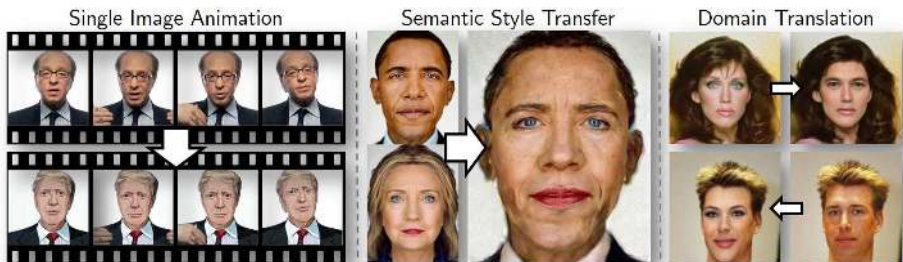 Single Image Animation
Semantic Style Transfer
Domain Translation